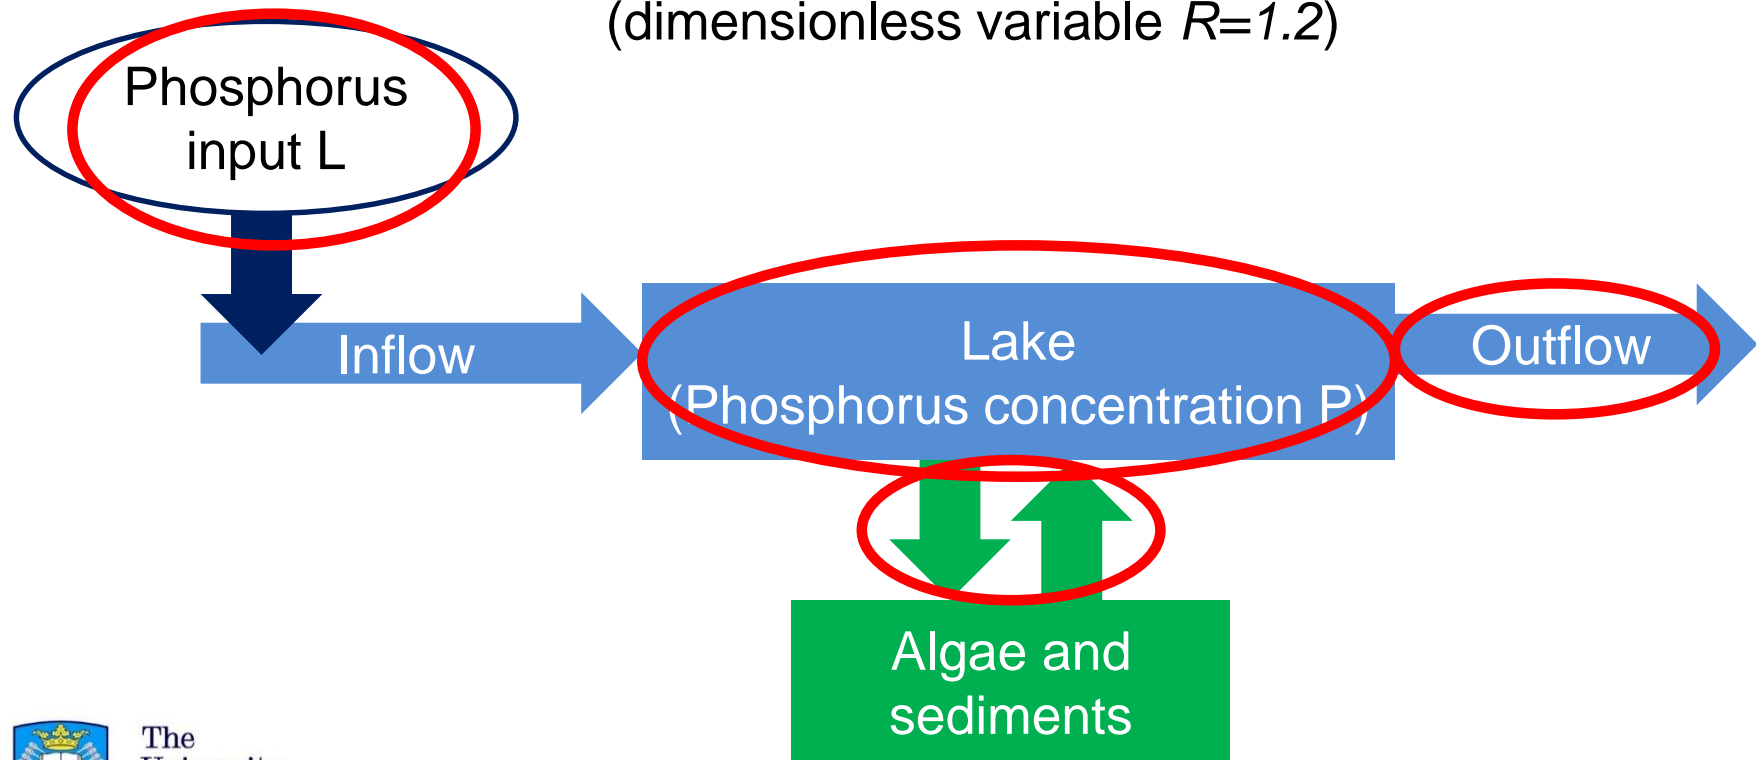 (dimensionless variable R=1.2)
Phosphorus
input L
Inflow
Lake
(Phosphorus concentration P)
Outflow
Algae and
sediments
The